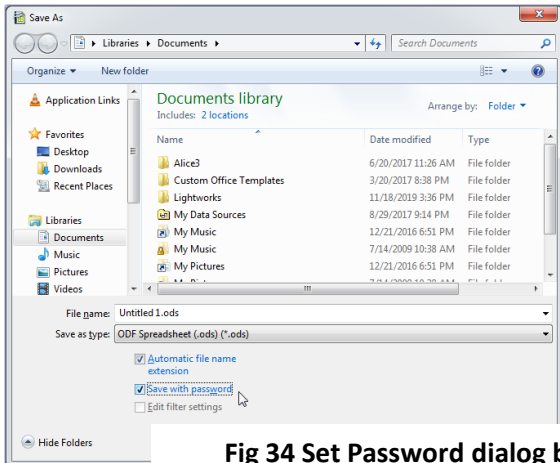 Save As
Libraries Documents
Search Documents
Organize New folder
Application Links
Favorites
Desktop
Downloads
Recent Places
Libraries
Documents
Music
Pictures
Videos
Documents library
Includes: 2 locations
Arrange by: Folder
Name Date modified Type
Alice3 6/20/2017 11:26 AM File folder
Custom Office Templates 3/20/2017 8:38 PM File folder
Lightworks 11/18/2019 3:36 PM File folder
My Data Sources 8/29/2017 9:14 PM File folder
My Music 12/21/2016 6:51 PM File folder
My Music 7/14/2009 10:38 AM File folder
My Pictures 12/21/2016 6:51 PM File folder
File name: Untitled 1.ods
Save as type: ODF Spreadsheet (.ods) (*.ods)
Automatic file name
extension
Save with password
Edit filter settings
Hide Folders
Fig 34 Set Password dialog